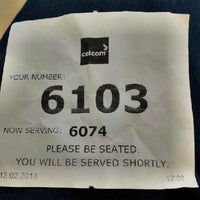 celcom
YOUR NUMBER:
6103
NOW SERVING: 6074
PLEASE BE SEATED.
YOU WILL BE SERVED SHORTLY.
13.02.2013 12:08